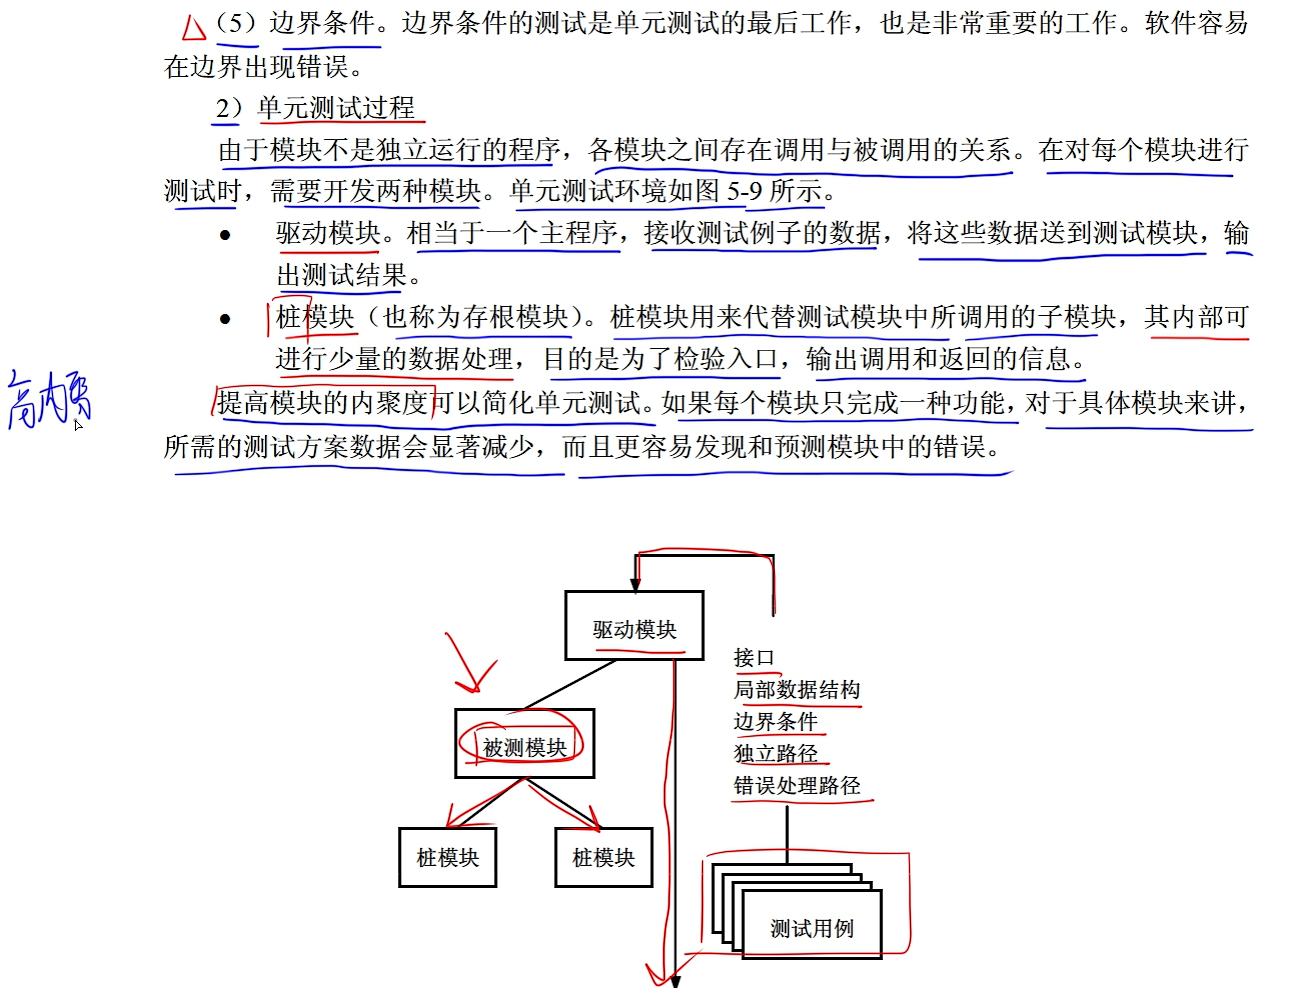 （5）边界条件。边界条件的测试是单元测试的最后工作，也是非常重要的工作。软件容易
在边界出现错误。
2）单元测试过程
由于模块不是独立运行的程序，各模块之间存在调用与被调用的关系。在对每个模块进行
测试时，需要开发两种模块。单元测试环境如图 5-9 所示。
● 驱动模块。相当于一个主程序，接收测试例子的数据，将这些数据送到测试模块，输
出测试结果。
● 桩模块（也称为存根模块）。桩模块用来代替测试模块中所调用的子模块，其内部可
进行少量的数据处理，目的是为了检验入口，输出调用和返回的信息。
高内聚
提高模块的内聚度可以简化单元测试。如果每个模块只完成一种功能，对于具体模块来讲，
所需的测试方案数据会显著减少，而且更容易发现和预测模块中的错误。
驱动模块
接口
局部数据结构
边界条件
独立路径
错误处理路径
被测模块
桩模块
桩模块
测试用例